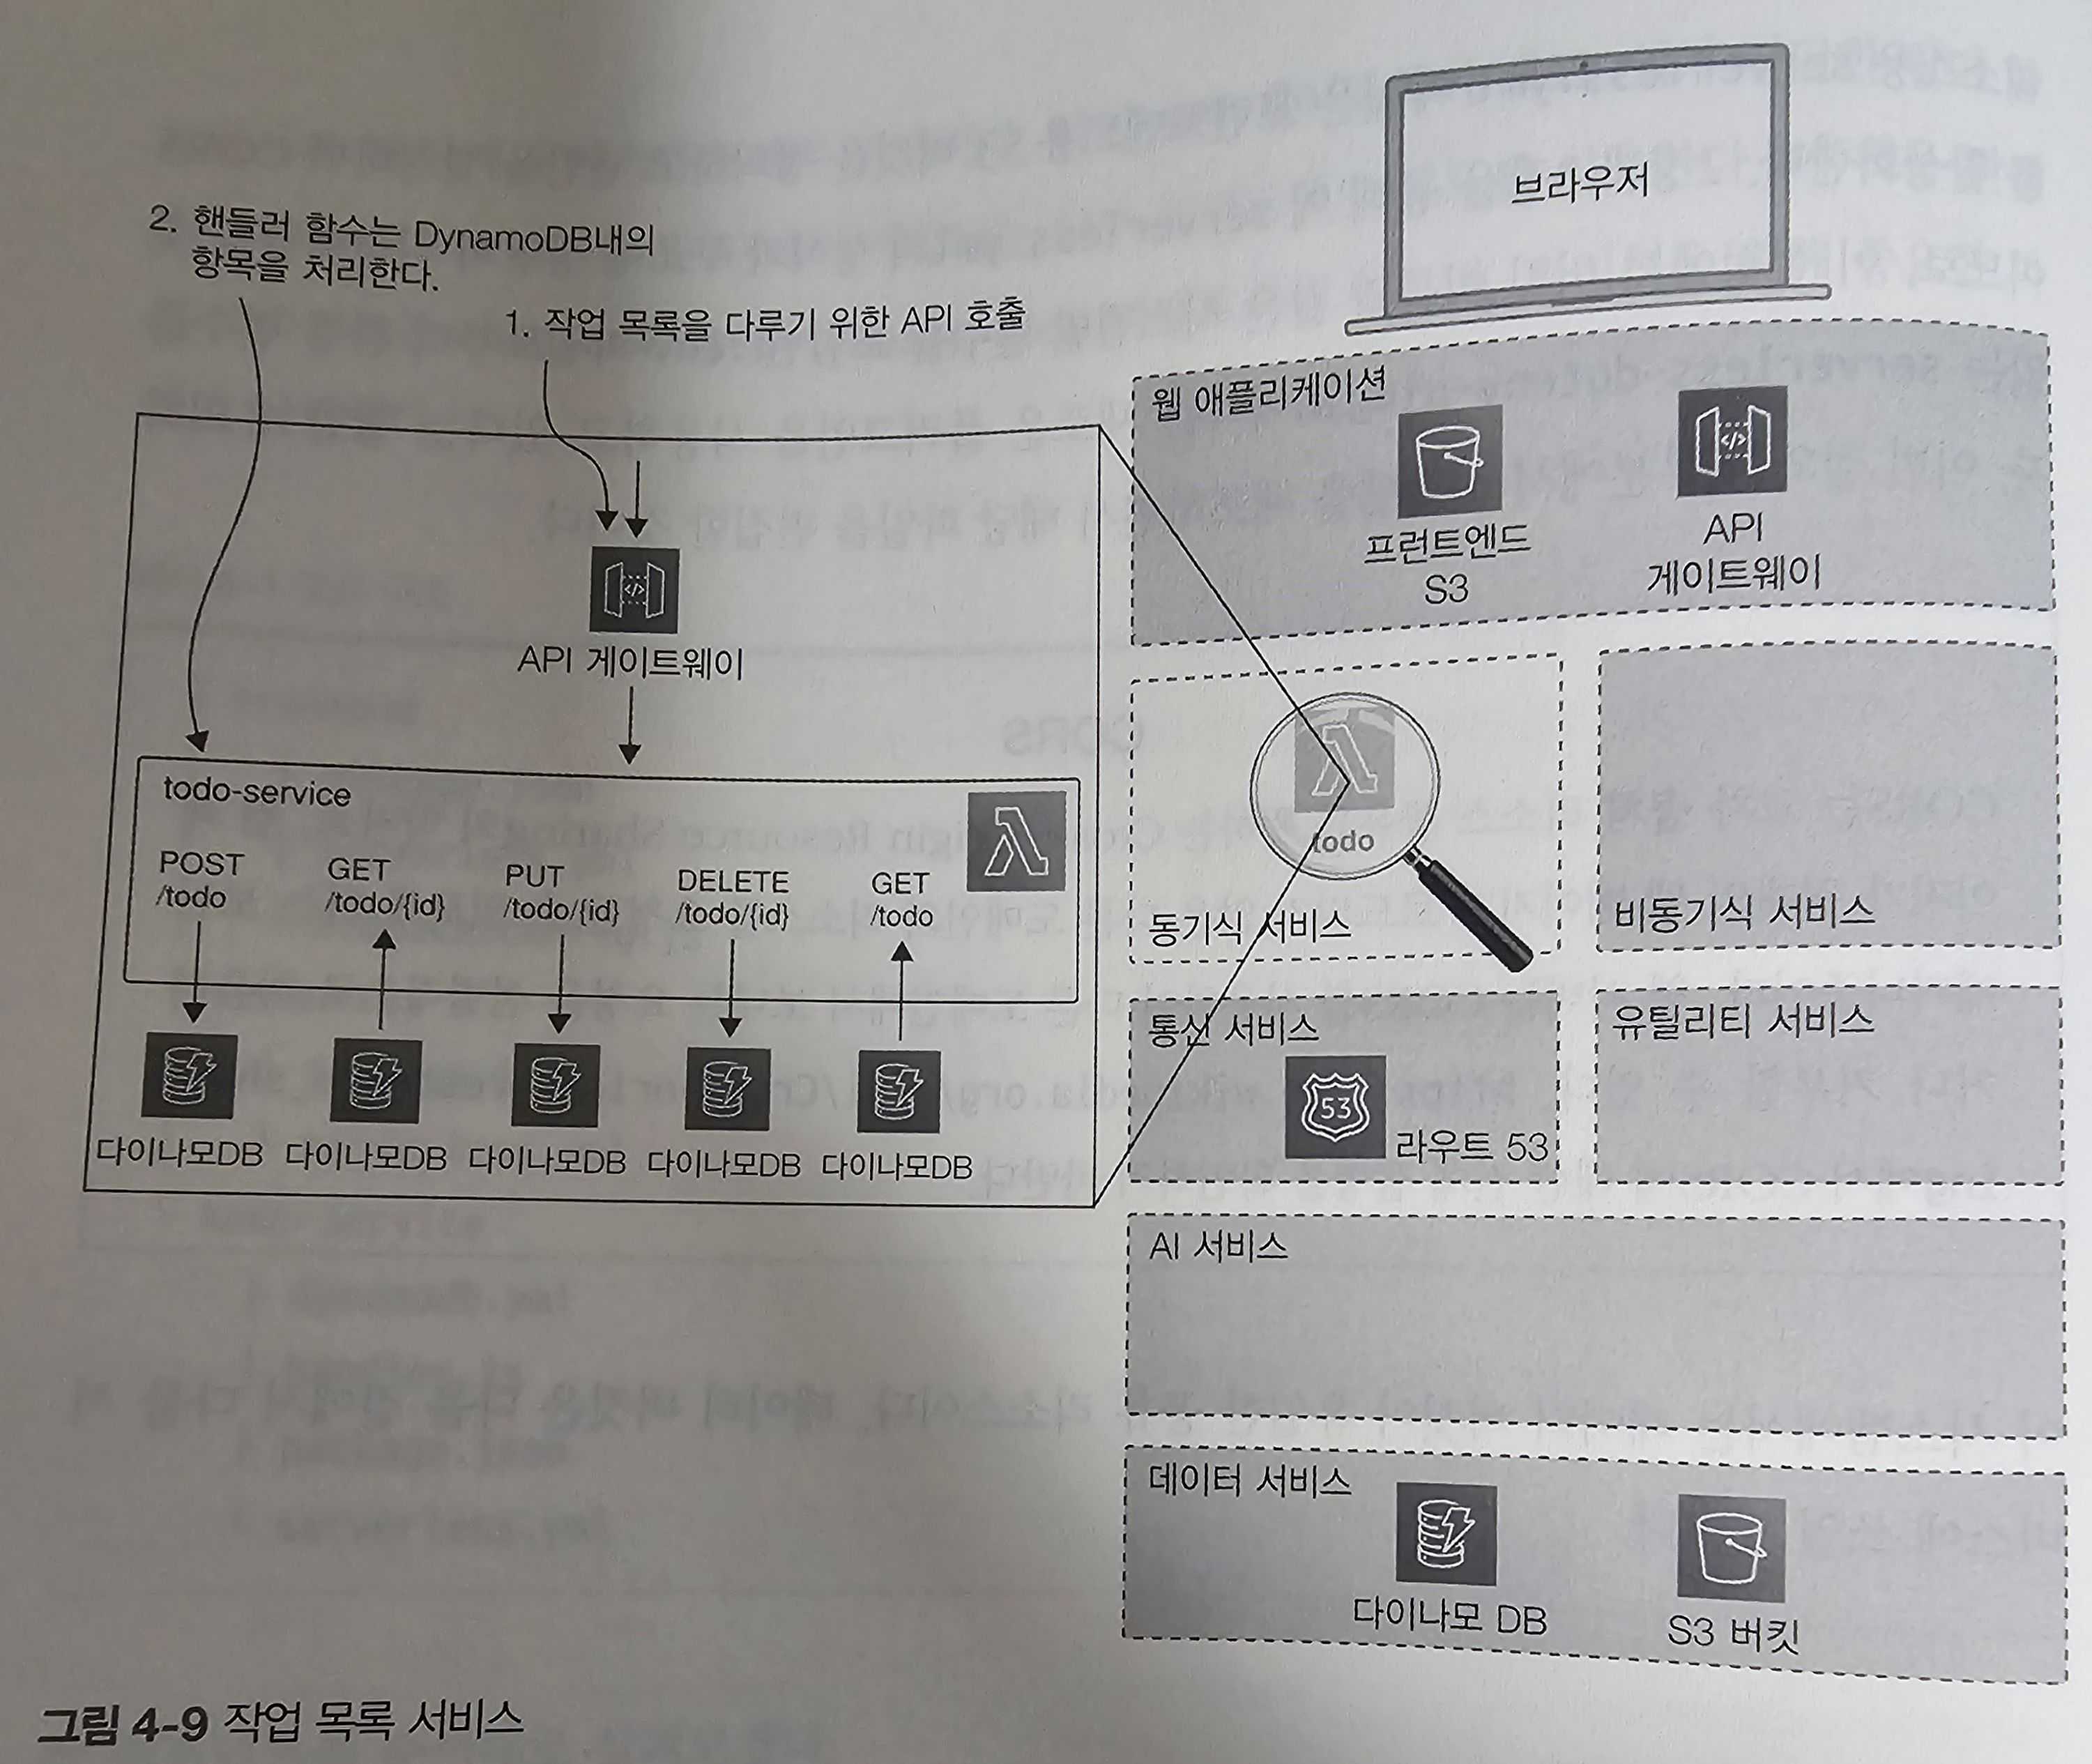 브라우저
2. 핸들러 함수는 DynamoDB내의
항목을 처리한다.
1. 작업 목록을 다루기 위한 API 호출
API 게이트웨이
todo-service
POST
/todo
GET
/todo/{id}
PUT
/todo/{id}
DELETE
/todo/{id}
GET
/todo
다이나모DB
다이나모DB
다이나모DB
다이나모DB
다이나모DB
웹 애플리케이션
프런트엔드
S3
API
게이트웨이
todo
동기식 서비스
비동기식 서비스
통신 서비스
53
라우트 53
유틸리티 서비스
AI 서비스
데이터 서비스
다이나모 DB
S3 버킷
그림 4-9 작업 목록 서비스